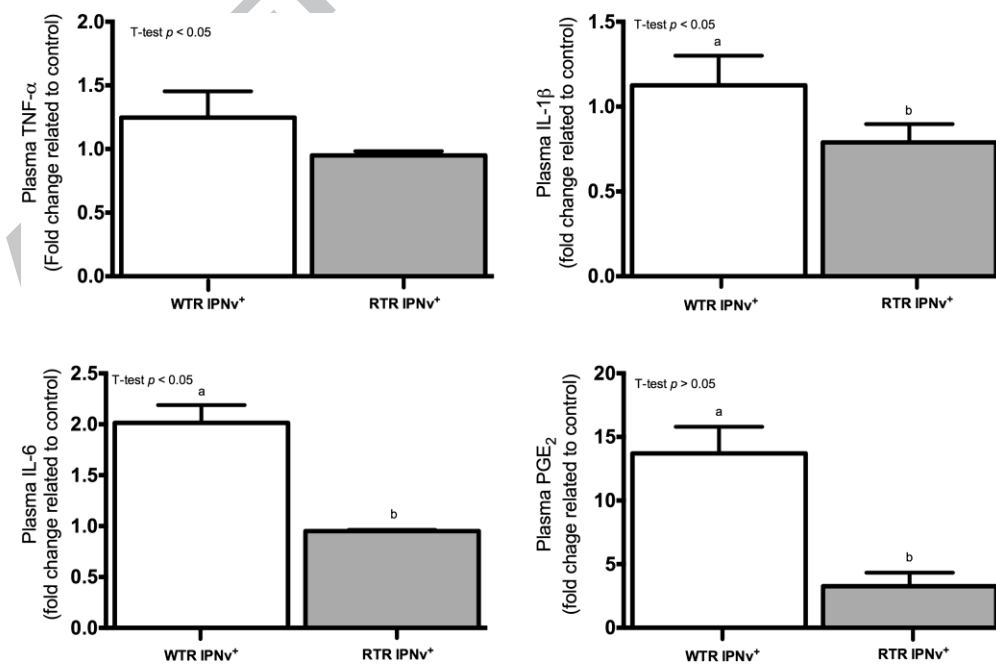 Plasma TNF-α
(Fold change related to control)
2.0
1.5
1.0
0.5
0.0
T-test p < 0.05
WTR IPNv⁺
RTR IPNv⁺
Plasma IL-1β
(fold change related to control)
1.5
1.0
0.5
0.0
T-test p < 0.05
a
b
WTR IPNv⁺
RTR IPNv⁺
Plasma IL-6
(fold change related to control)
2.5
2.0
1.5
1.0
0.5
0.0
T-test p < 0.05
a
b
WTR IPNv⁺
RTR IPNv⁺
Plasma PGE₂
(fold chage related to control)
20
15
10
5
0
T-test p > 0.05
a
b
WTR IPNv⁺
RTR IPNv⁺